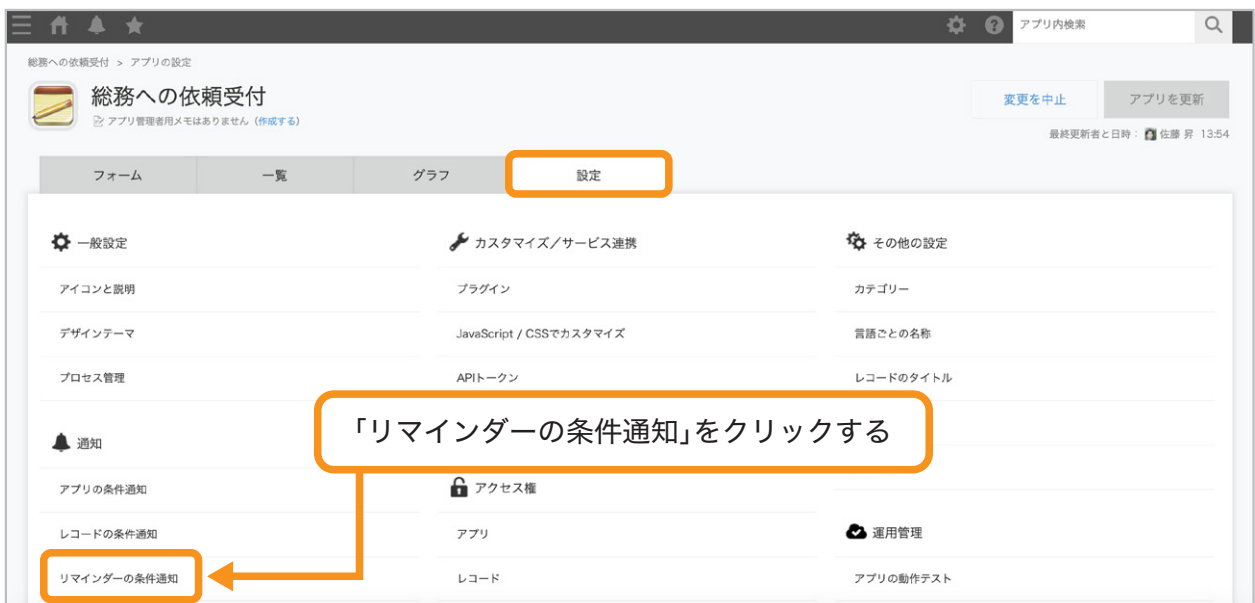 アプリ内検索
総務への依頼受付 > アプリの設定
総務への依頼受付
アプリ管理者用メモはありません（作成する）
変更を中止
アプリを更新
最終更新者と日時： 佐藤 昇 13:54
フォーム
一覧
グラフ
設定
一般設定
アイコンと説明
デザインテーマ
プロセス管理
通知
アプリの条件通知
レコードの条件通知
リマインダーの条件通知
カスタマイズ／サービス連携
プラグイン
JavaScript / CSSでカスタマイズ
APIトークン
「リマインダーの条件通知」をクリックする
アクセス権
アプリ
レコード
その他の設定
カテゴリー
言語ごとの名称
レコードのタイトル
運用管理
アプリの動作テスト